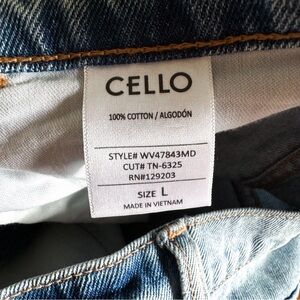 CELLO
100% COTTON / ALGODÓN
STYLE# WV47843MD
CUT# TN-6325
RN#129203
SIZE L
MADE IN VIETNAM